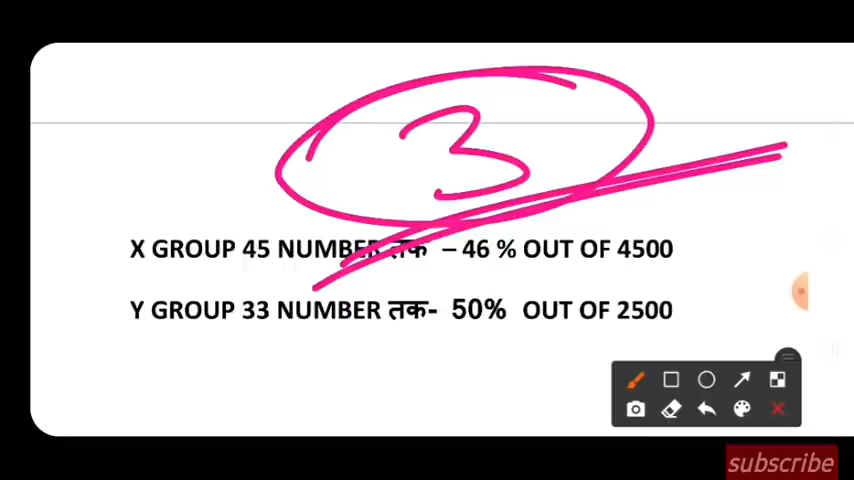 3
X GROUP 45 NUMBER तक – 46 % OUT OF 4500
Y GROUP 33 NUMBER तक- 50% OUT OF 2500
subscribe